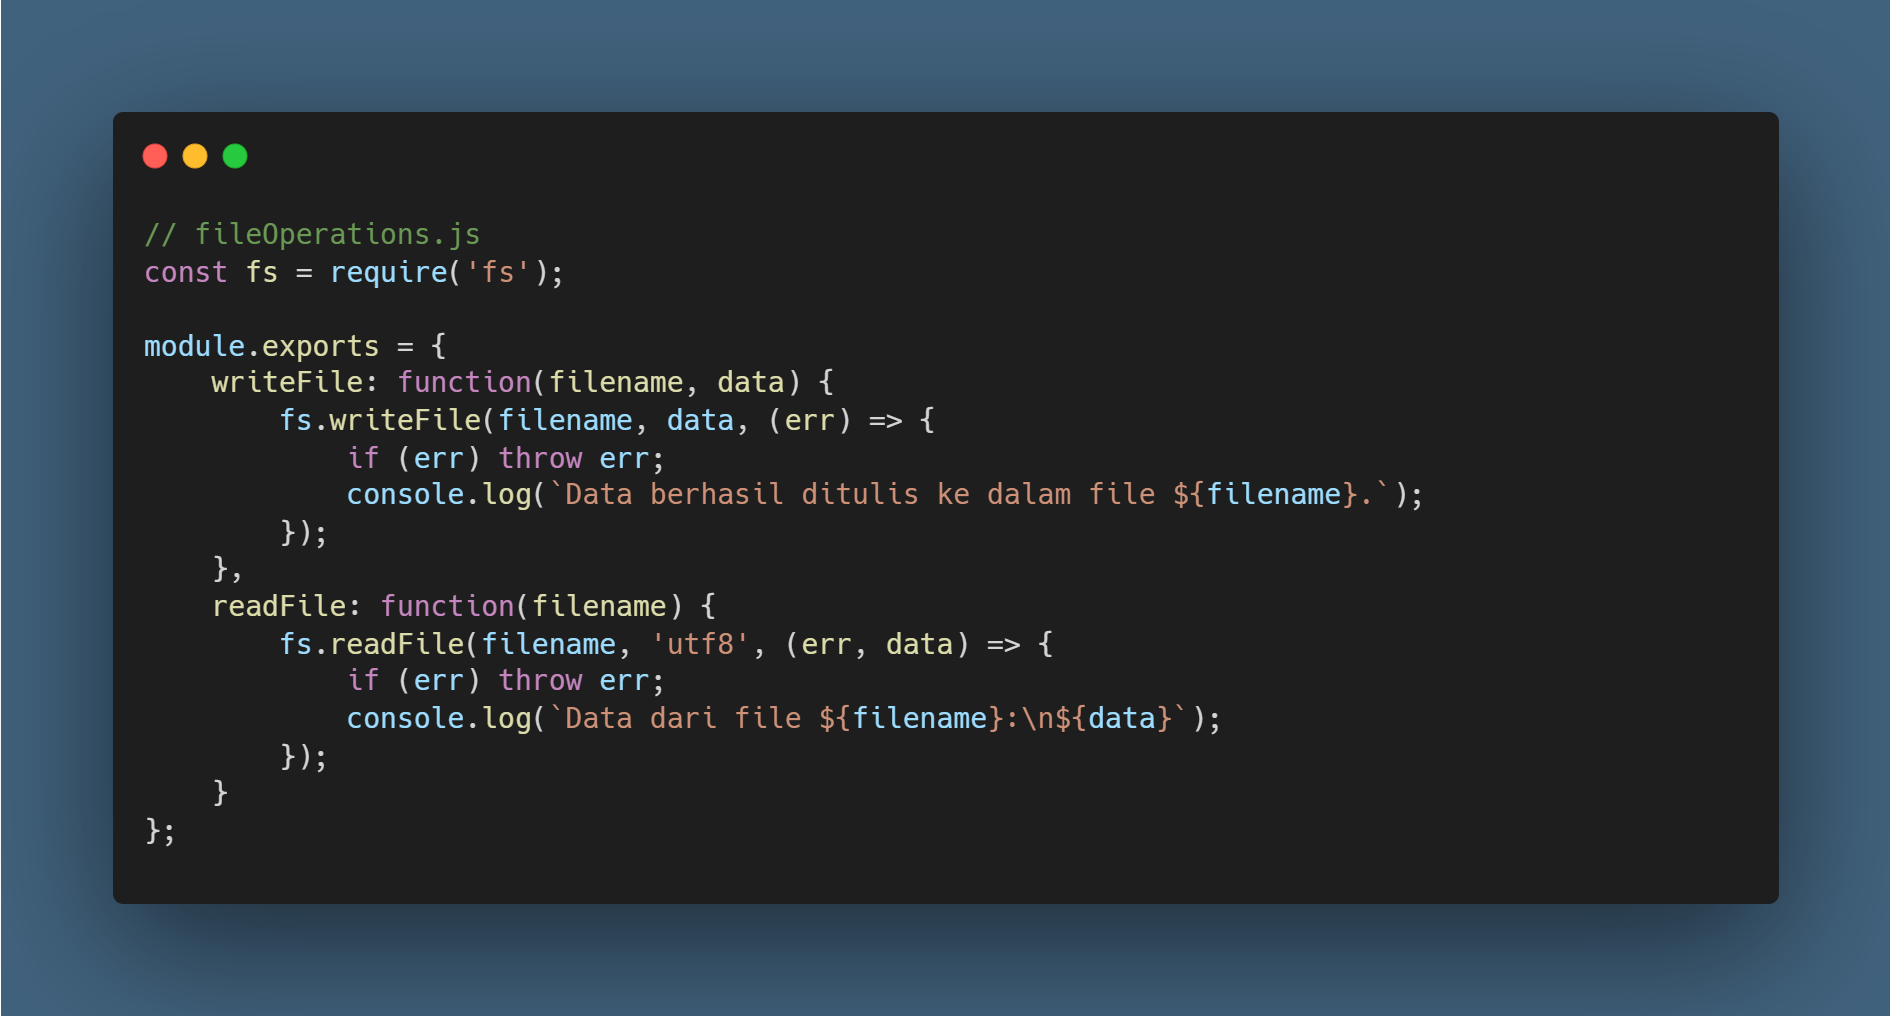 // fileOperations.js
const fs = require('fs');

module.exports = {
    writeFile: function(filename, data) {
        fs.writeFile(filename, data, (err) => {
            if (err) throw err;
            console.log(`Data berhasil ditulis ke dalam file ${filename}.`);
        });
    },
    readFile: function(filename) {
        fs.readFile(filename, 'utf8', (err, data) => {
            if (err) throw err;
            console.log(`Data dari file ${filename}:\n${data}`);
        });
    }
};